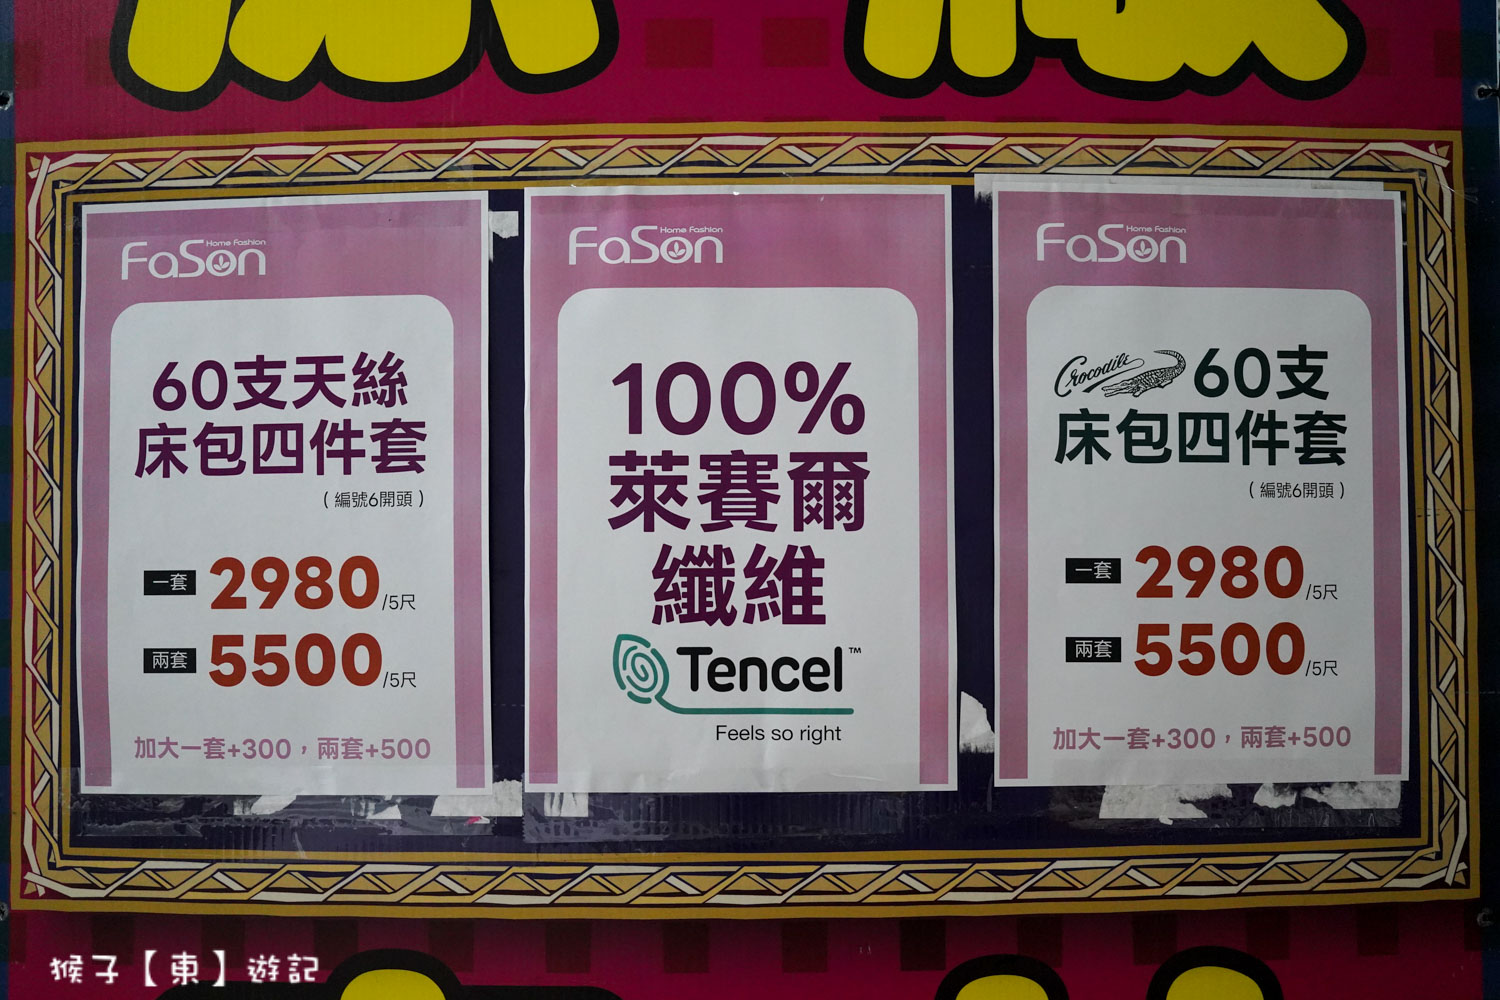 FaSon Home Fashion
60支天絲
床包四件套
（編號6開頭）
一套 2980/5尺
兩套 5500/5尺
加大一套+300，兩套+500
FaSon Home Fashion
100%
萊賽爾
纖維
Tencel™
Feels so right
FaSon Home Fashion
Crocodile 60支
床包四件套
（編號6開頭）
一套 2980/5尺
兩套 5500/5尺
加大一套+300，兩套+500
猴子【東】遊記